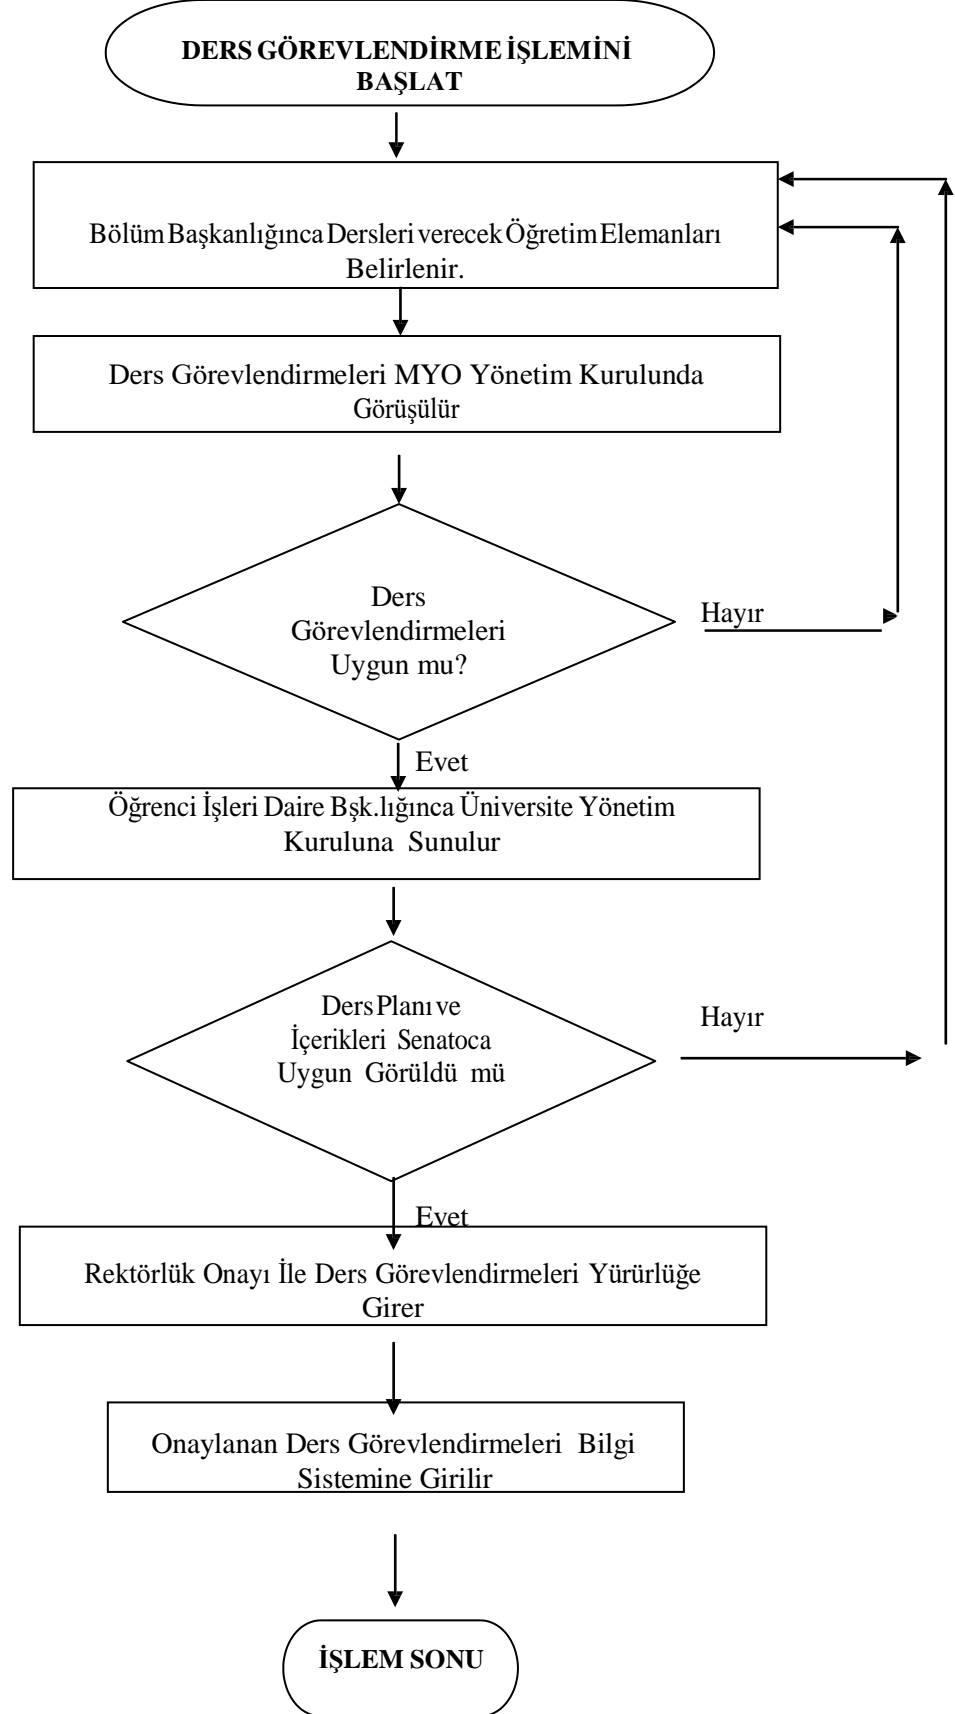 DERS GÖREVLENDİRME İŞLEMİNİ
BAŞLAT
Bölüm Başkanlığınca Dersleri verecek Öğretim Elemanları
Belirlenir.
Ders Görevlendirmeleri MYO Yönetim Kurulunda
Görüşülür
Ders
Görevlendirmeleri
Uygun mu?
Hayır
Evet
Öğrenci İşleri Daire Bşk.lığınca Üniversite Yönetim
Kuruluna Sunulur
Ders Planı ve
İçerikleri Senatoca
Uygun Görüldü mü
Hayır
Evet
Rektörlük Onayı İle Ders Görevlendirmeleri Yürürlüğe
Girer
Onaylanan Ders Görevlendirmeleri Bilgi
Sistemine Girilir
İŞLEM SONU